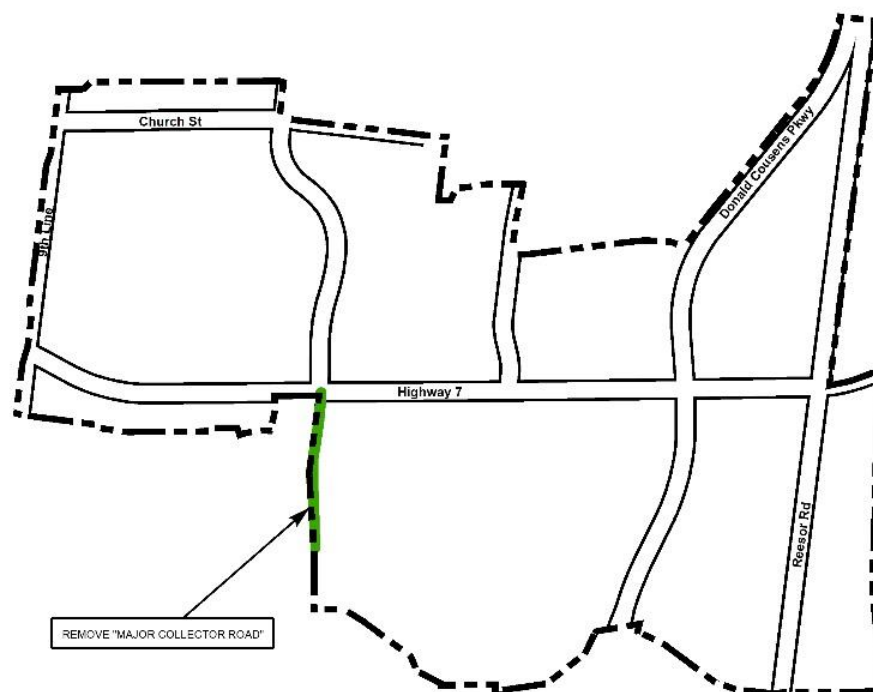 Church St
9th Line
Donald Cousens Pkwy
Highway 7
Reesor Rd
REMOVE "MAJOR COLLECTOR ROAD"